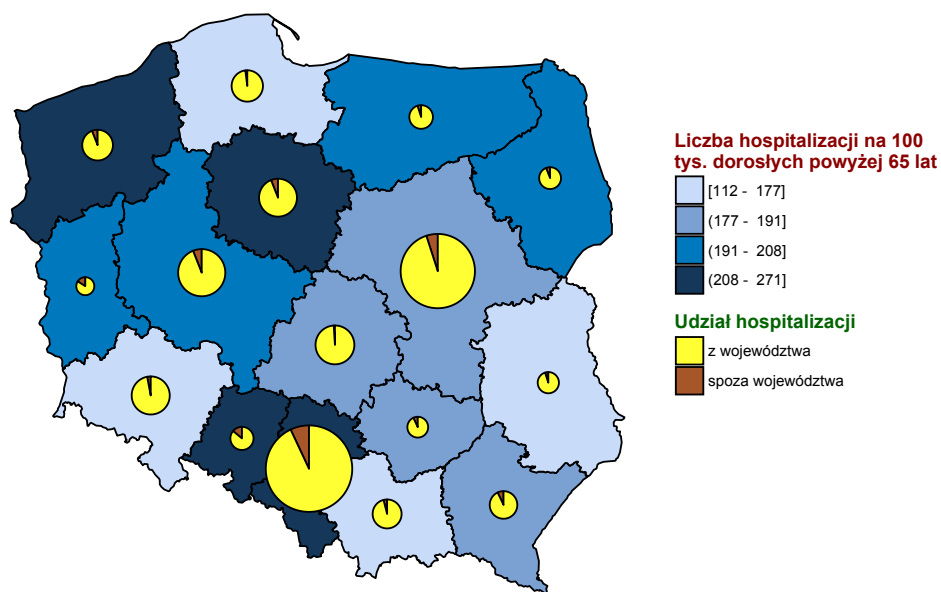 Liczba hospitalizacji na 100
tys. dorosłych powyżej 65 lat
[112 - 177]
(177 - 191]
(191 - 208]
(208 - 271]
Udział hospitalizacji
z województwa
spoza województwa